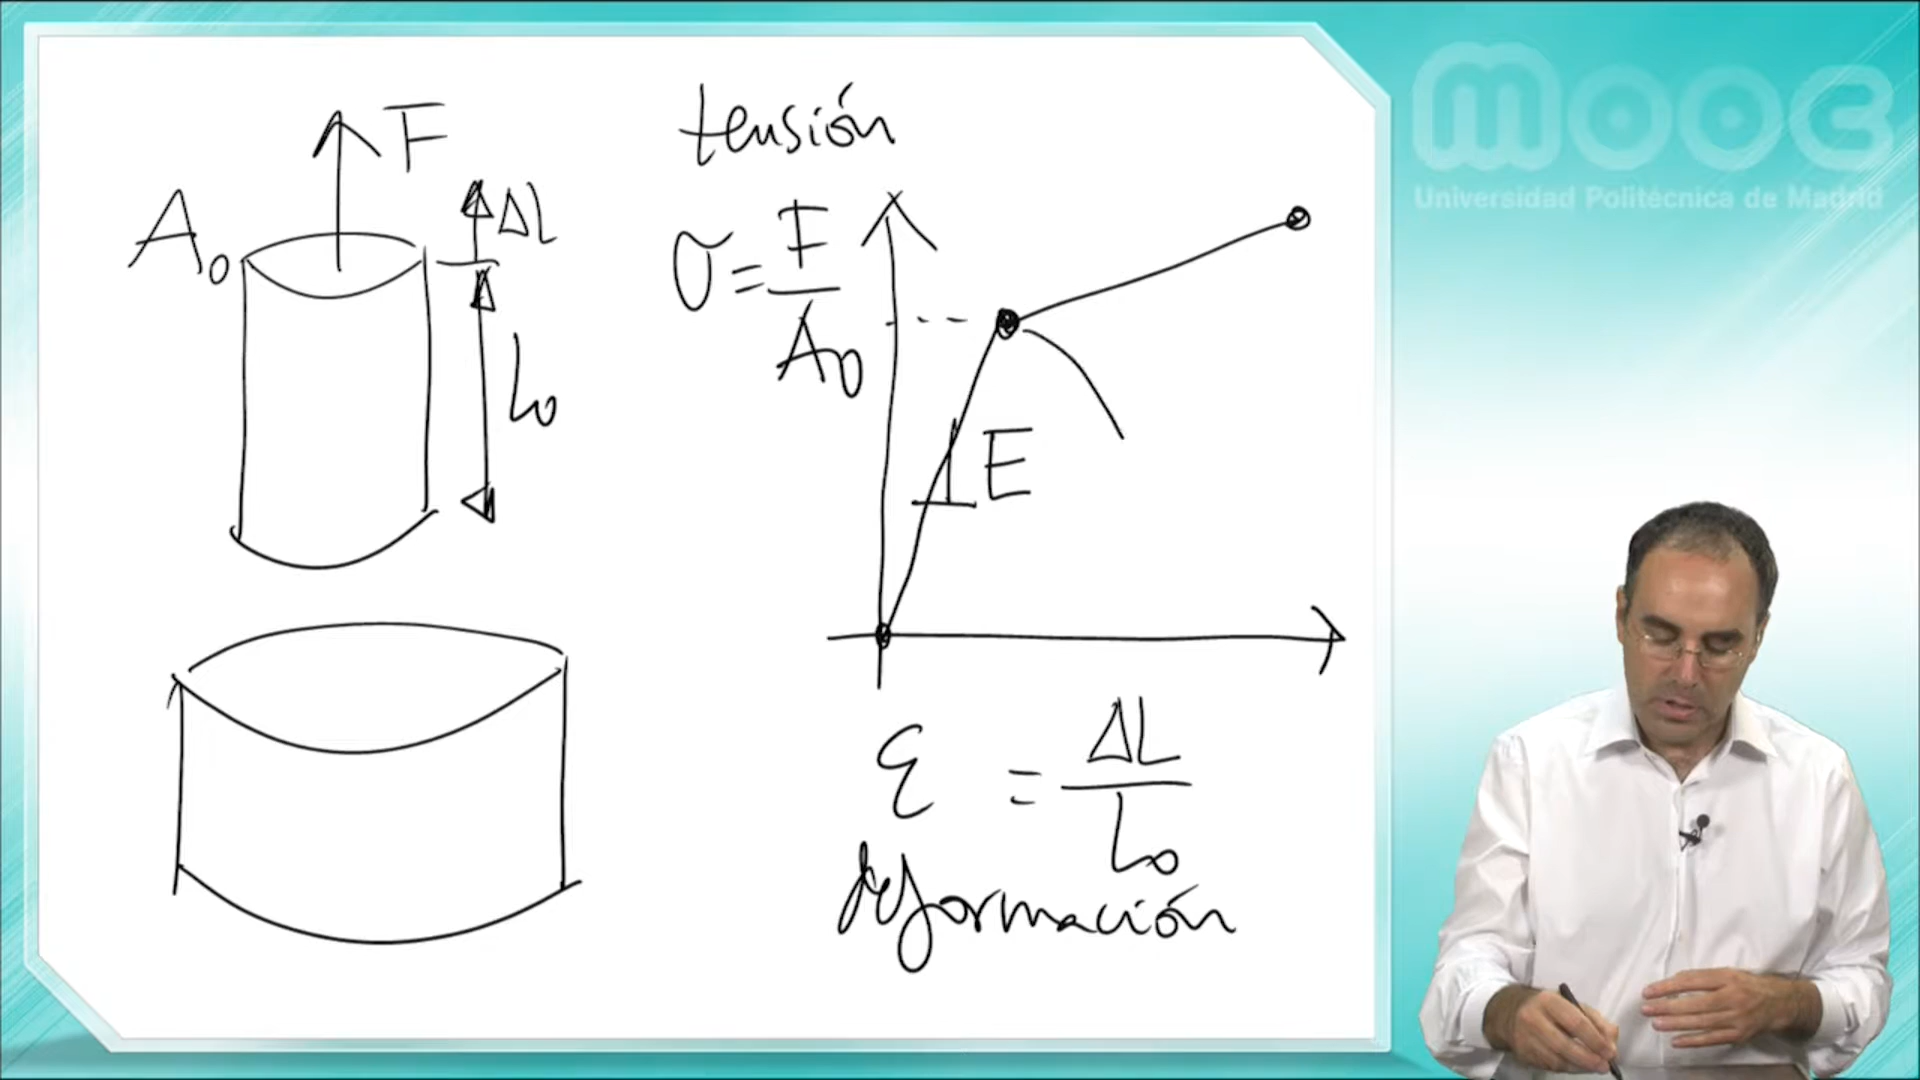 F
A₀
ΔL
L₀
tensión
σ = F / A₀
E
ε = ΔL / L₀
deformación
mooc
Universidad Politécnica de Madrid